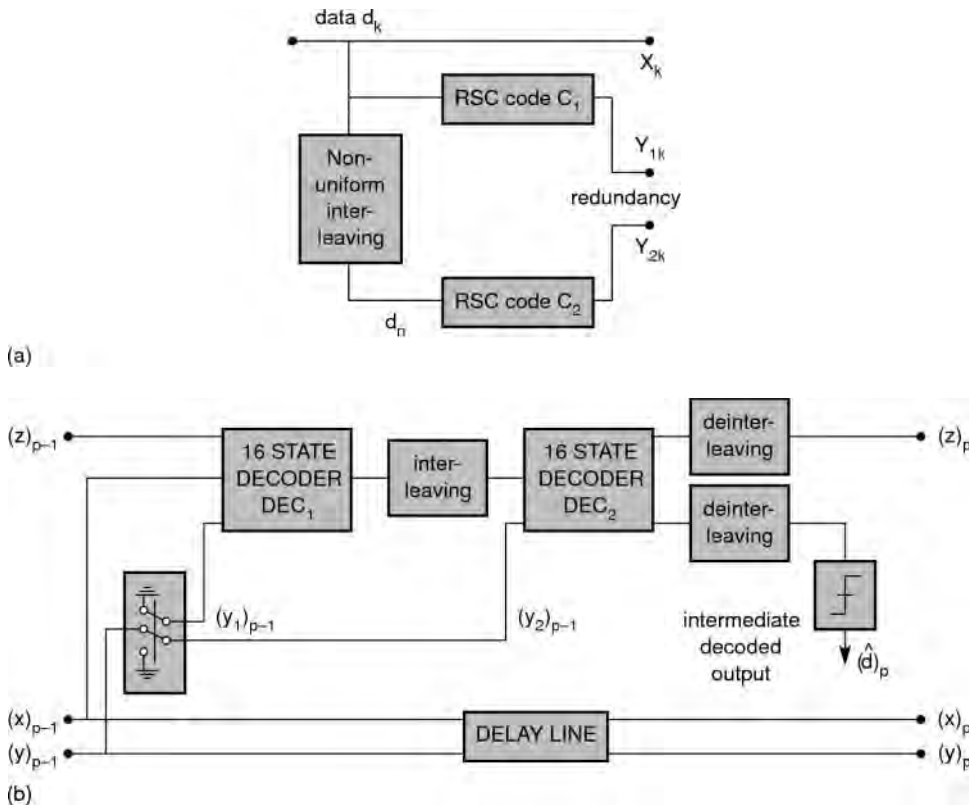 data d_k
X_k
RSC code C_1
Y_1k
Non-
uniform
inter-
leaving
redundancy
Y_2k
RSC code C_2
d_n
(a)
(z)_p−1
16 STATE
DECODER
DEC_1
inter-
leaving
16 STATE
DECODER
DEC_2
deinter-
leaving
(z)_p
deinter-
leaving
(y_1)_p−1
(y_2)_p−1
intermediate
decoded
output
(d̂)_p
(x)_p−1
DELAY LINE
(x)_p
(y)_p−1
(y)_p
(b)